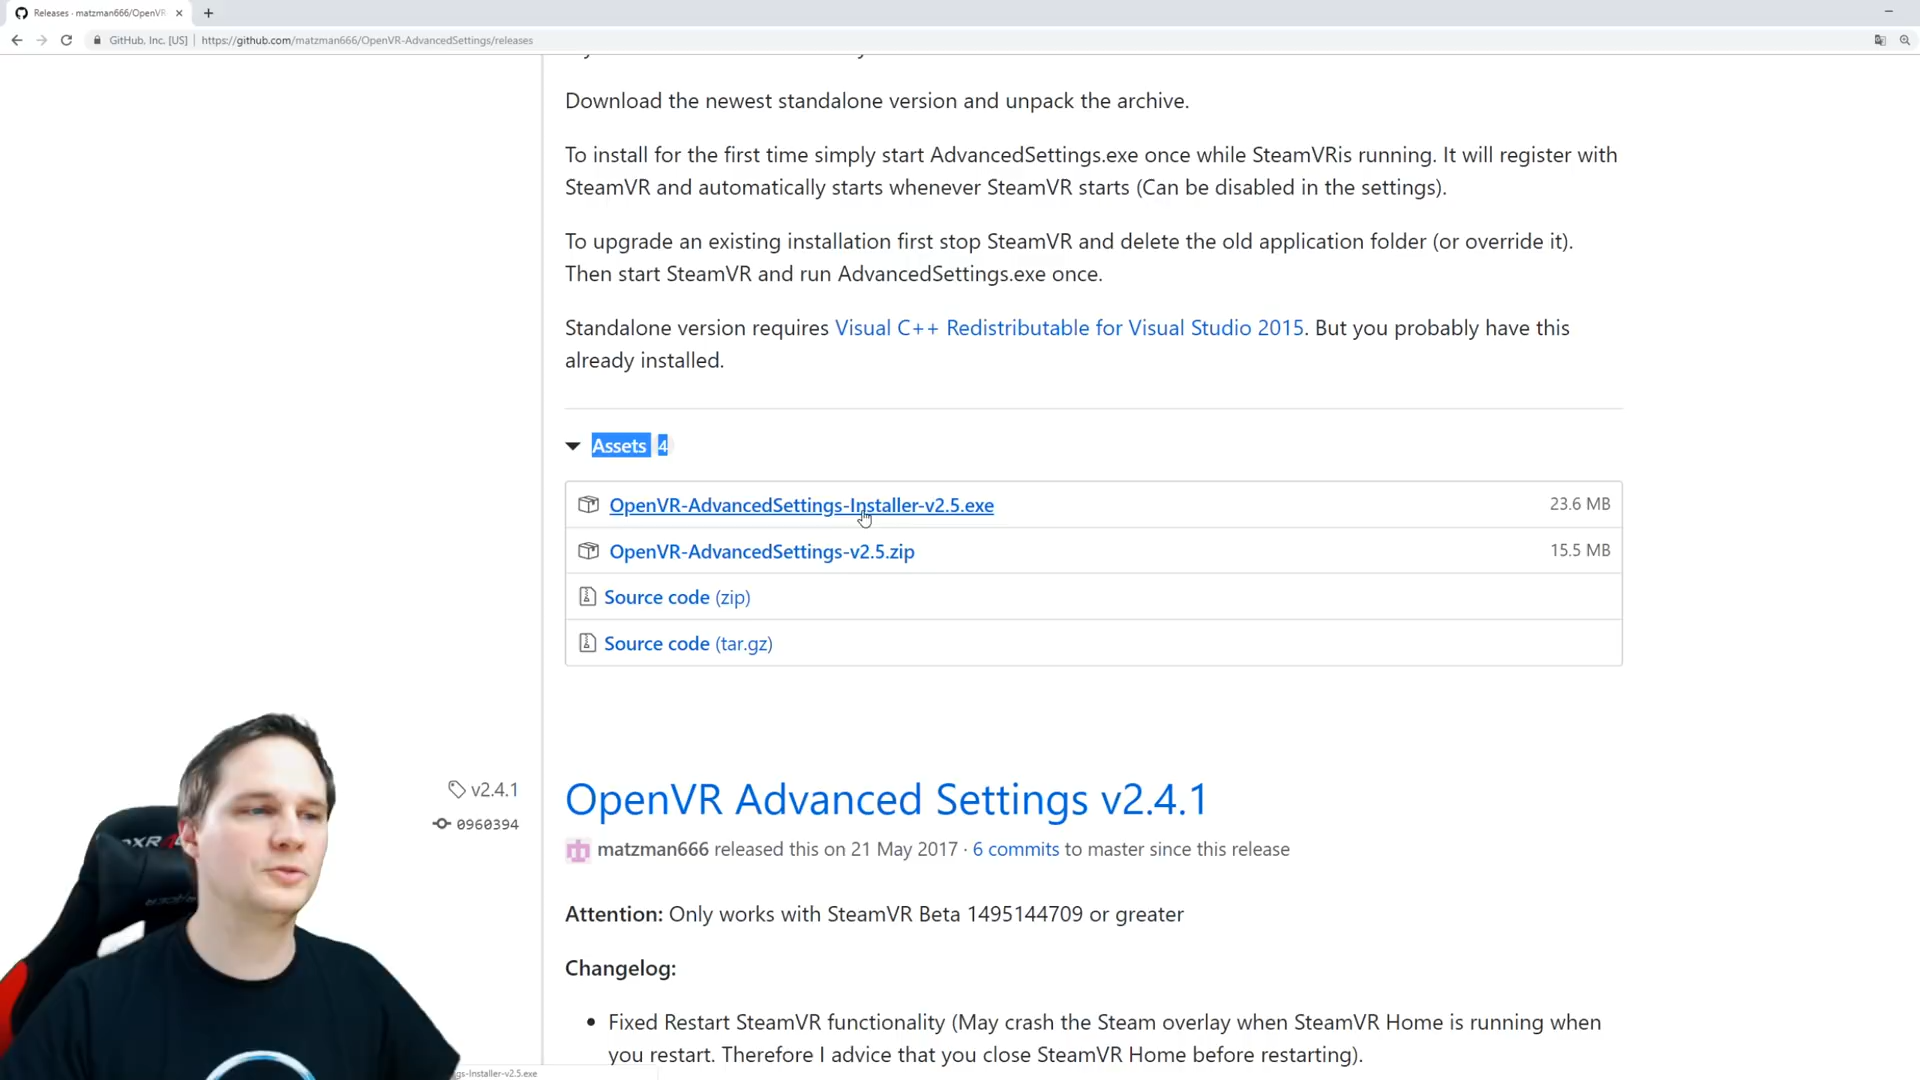 Releases · matzman666/OpenVR
GitHub, Inc. [US]
https://github.com/matzman666/OpenVR-AdvancedSettings/releases
Download the newest standalone version and unpack the archive.
To install for the first time simply start AdvancedSettings.exe once while SteamVRis running. It will register with
SteamVR and automatically starts whenever SteamVR starts (Can be disabled in the settings).
To upgrade an existing installation first stop SteamVR and delete the old application folder (or override it).
Then start SteamVR and run AdvancedSettings.exe once.
Standalone version requires Visual C++ Redistributable for Visual Studio 2015. But you probably have this
already installed.
Assets 4
OpenVR-AdvancedSettings-Installer-v2.5.exe 23.6 MB
OpenVR-AdvancedSettings-v2.5.zip 15.5 MB
Source code (zip)
Source code (tar.gz)
v2.4.1
0960394
OpenVR Advanced Settings v2.4.1
matzman666 released this on 21 May 2017 · 6 commits to master since this release
Attention: Only works with SteamVR Beta 1495144709 or greater
Changelog:
• Fixed Restart SteamVR functionality (May crash the Steam overlay when SteamVR Home is running when
you restart. Therefore I advice that you close SteamVR Home before restarting).
gs-Installer-v2.5.exe